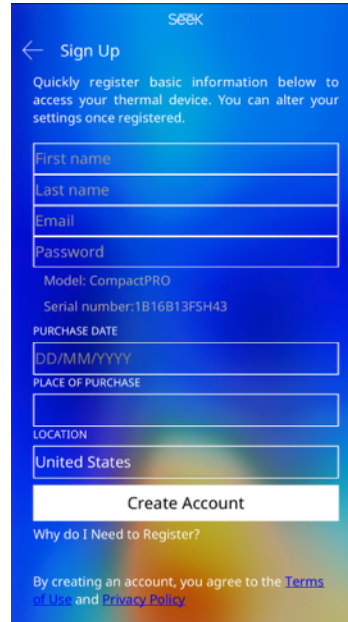 Seek
Sign Up
Quickly register basic information below to
access your thermal device. You can alter your
settings once registered.
First name
Last name
Email
Password
Model: CompactPRO
Serial number:1B16B13FSH43
PURCHASE DATE
DD/MM/YYYY
PLACE OF PURCHASE
LOCATION
United States
Create Account
Why do I Need to Register?
By creating an account, you agree to the Terms
of Use and Privacy Policy